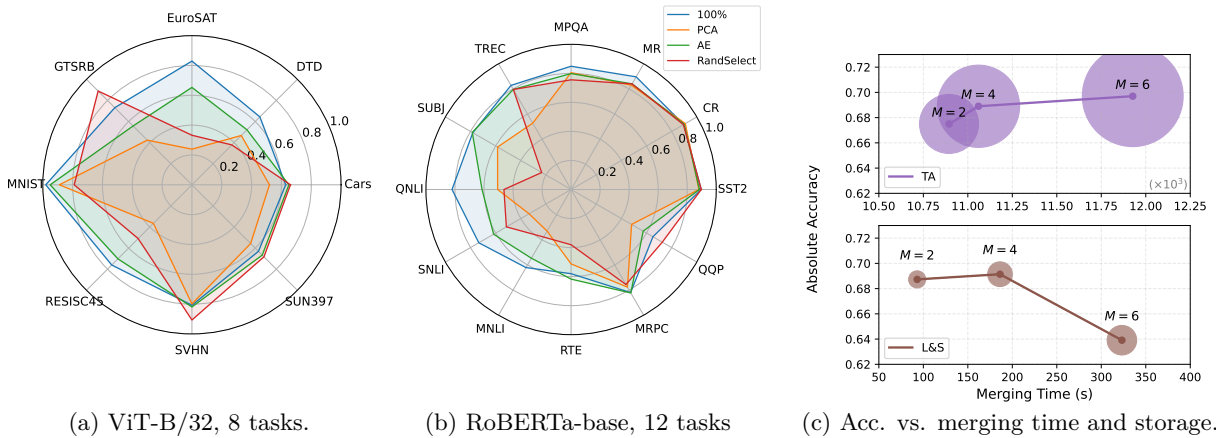 EuroSAT
GTSRB
DTD
MNIST
Cars
RESISC45
SUN397
SVHN
0.2
0.4
0.6
0.8
1.0
(a) ViT-B/32, 8 tasks.
100%
PCA
AE
RandSelect
MPQA
TREC
MR
SUBJ
CR
QNLI
SST2
SNLI
QQP
MNLI
MRPC
RTE
0.2
0.4
0.6
0.8
1.0
(b) RoBERTa-base, 12 tasks
Absolute Accuracy
0.72
0.70
0.68
0.66
0.64
0.62
M = 2
M = 4
M = 6
TA
(×10³)
10.50 10.75 11.00 11.25 11.50 11.75 12.00 12.25
0.72
0.70
0.68
0.66
0.64
0.62
M = 2
M = 4
M = 6
L&S
50 100 150 200 250 300 350 400
Merging Time (s)
(c) Acc. vs. merging time and storage.